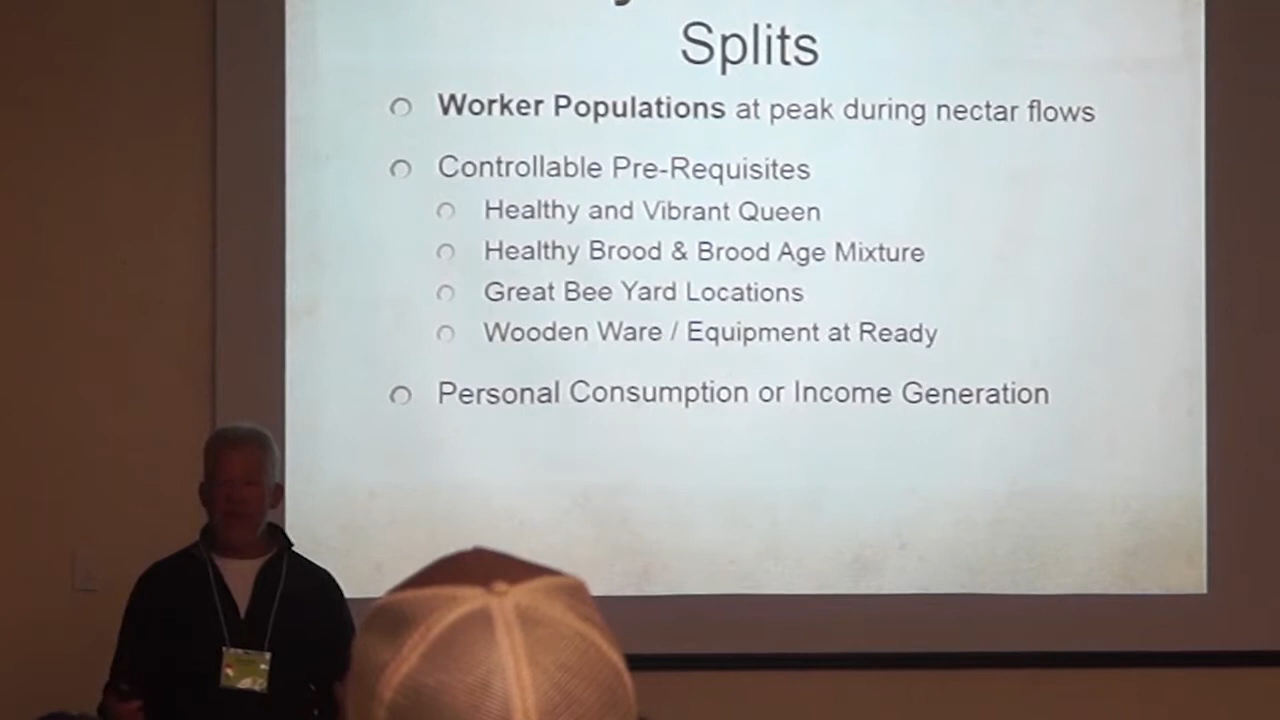 Splits
Worker Populations at peak during nectar flows
Controllable Pre-Requisites
Healthy and Vibrant Queen
Healthy Brood & Brood Age Mixture
Great Bee Yard Locations
Wooden Ware / Equipment at Ready
Personal Consumption or Income Generation